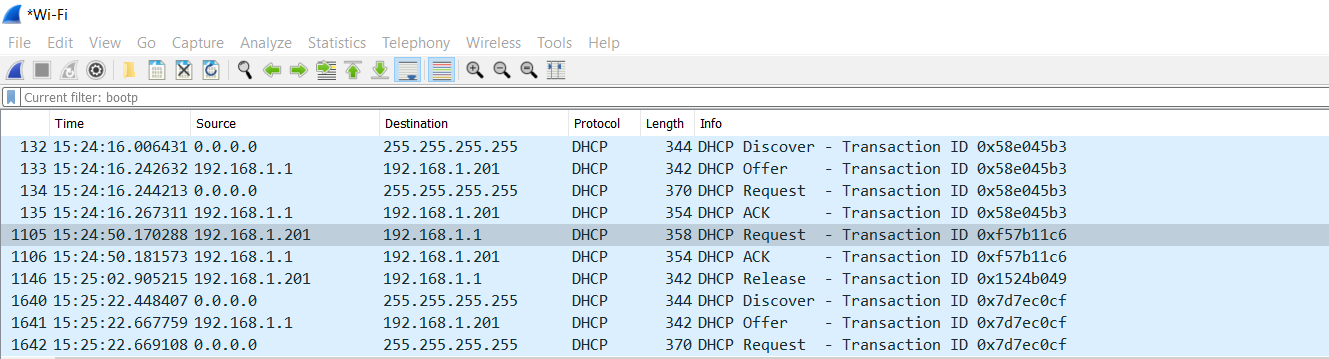 *Wi-Fi
File Edit View Go Capture Analyze Statistics Telephony Wireless Tools Help
Current filter: bootp
Time Source Destination Protocol Length Info
132 15:24:16.006431 0.0.0.0 255.255.255.255 DHCP 344 DHCP Discover - Transaction ID 0x58e045b3
133 15:24:16.242632 192.168.1.1 192.168.1.201 DHCP 342 DHCP Offer - Transaction ID 0x58e045b3
134 15:24:16.244213 0.0.0.0 255.255.255.255 DHCP 370 DHCP Request - Transaction ID 0x58e045b3
135 15:24:16.267311 192.168.1.1 192.168.1.201 DHCP 354 DHCP ACK - Transaction ID 0x58e045b3
1105 15:24:50.170288 192.168.1.201 192.168.1.1 DHCP 358 DHCP Request - Transaction ID 0xf57b11c6
1106 15:24:50.181573 192.168.1.1 192.168.1.201 DHCP 354 DHCP ACK - Transaction ID 0xf57b11c6
1146 15:25:02.905215 192.168.1.201 192.168.1.1 DHCP 342 DHCP Release - Transaction ID 0x1524b049
1640 15:25:22.448407 0.0.0.0 255.255.255.255 DHCP 344 DHCP Discover - Transaction ID 0x7d7ec0cf
1641 15:25:22.667759 192.168.1.1 192.168.1.201 DHCP 342 DHCP Offer - Transaction ID 0x7d7ec0cf
1642 15:25:22.669108 0.0.0.0 255.255.255.255 DHCP 370 DHCP Request - Transaction ID 0x7d7ec0cf